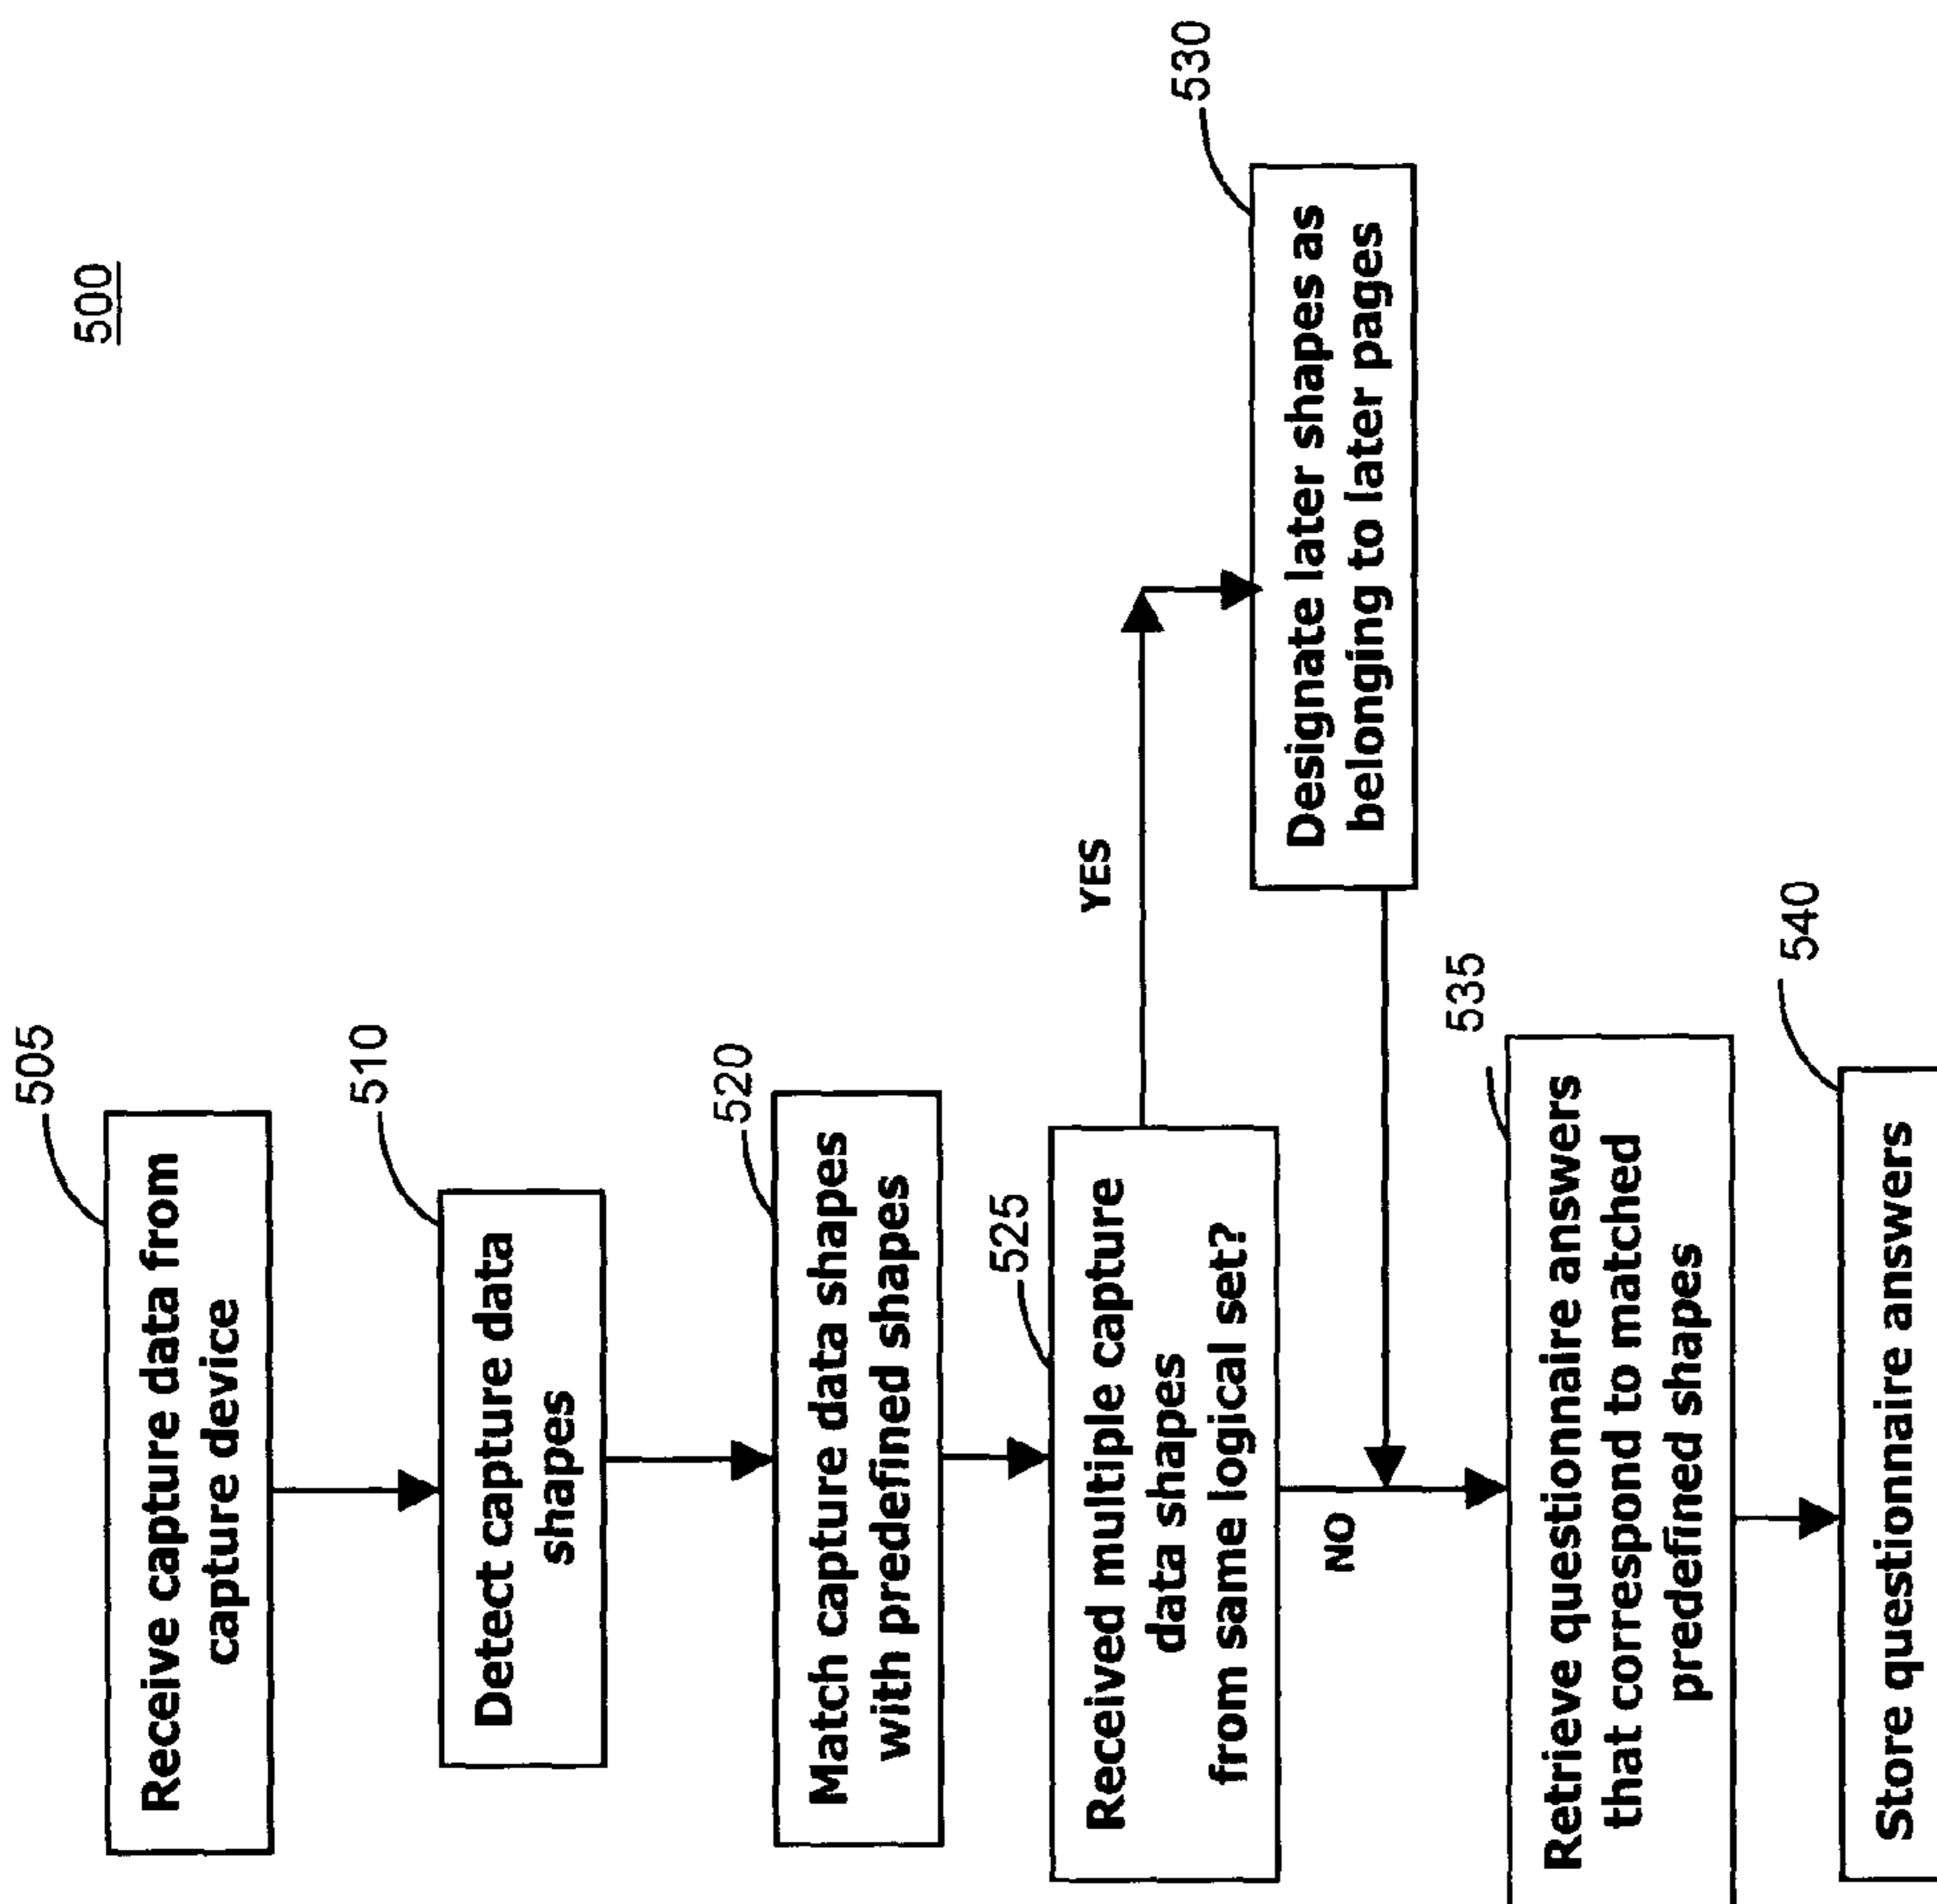 500
505
Receive capture data from
capture device
510
Detect capture data
shapes
520
Match capture data shapes
with predefined shapes
525
Received multiple capture
data shapes
from same logical set?
YES
530
Designate later shapes as
belonging to later pages
NO
535
Retrieve questionnaire answers
that correspond to matched
predefined shapes
540
Store questionnaire answers